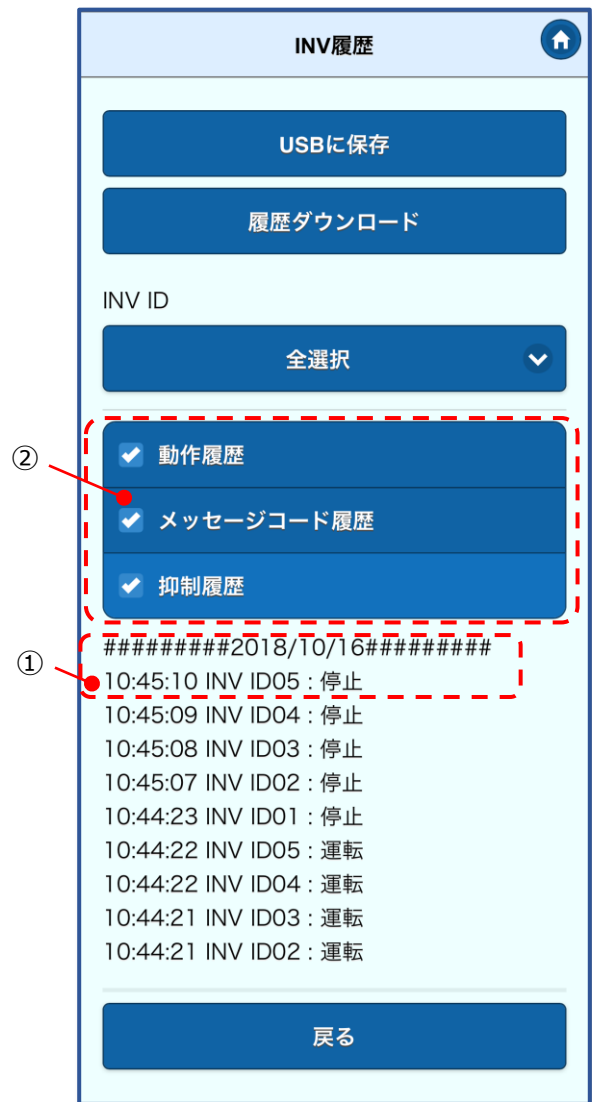 INV履歴
USBに保存
履歴ダウンロード
INV ID
全選択
②
動作履歴
メッセージコード履歴
抑制履歴
①
#########2018/10/16#########
10:45:10 INV ID05 : 停止
10:45:09 INV ID04 : 停止
10:45:08 INV ID03 : 停止
10:45:07 INV ID02 : 停止
10:44:23 INV ID01 : 停止
10:44:22 INV ID05 : 運転
10:44:22 INV ID04 : 運転
10:44:21 INV ID03 : 運転
10:44:21 INV ID02 : 運転
戻る